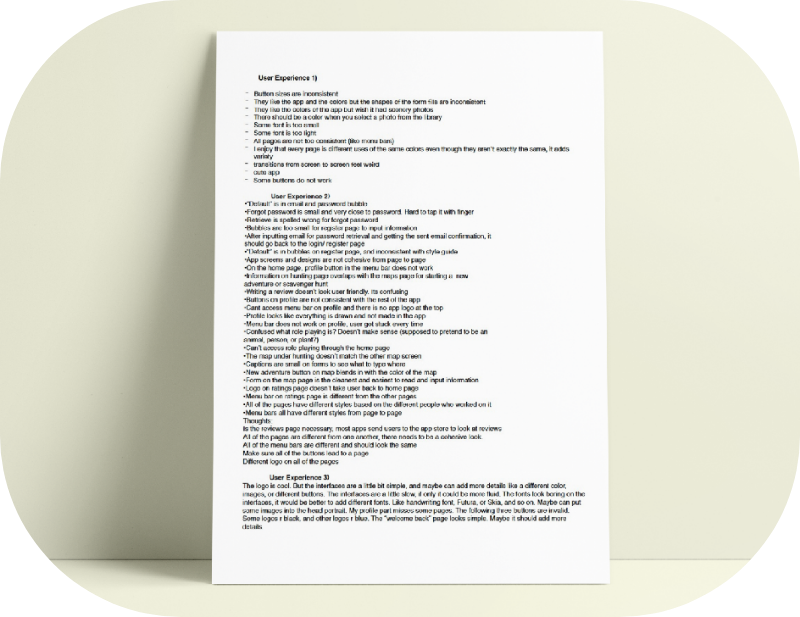 User Experience 1)
- Button sizes are inconsistent
- They like the app and the colors but the shapes of the form fills are inconsistent
- They like the colors of the app but wish it had scenery photos
- There should be a color when you select a photo from the library
- Some font is too small
- Some font is too light
- All pages are not too consistent (like menu bars)
- I enjoy that every page is different uses of the same colors even though they aren't exactly the same, it adds
variety
- transitions from screen to screen feel weird
- cute app
- Some buttons do not work
User Experience 2)
•"Default" is in email and password bubble
•Forgot password is small and very close to password. Hard to tap it with finger
•Retrieve is spelled wrong for forgot password
•Bubbles are too small for register page to input information
•After inputting email for password retrieval and getting the sent email confirmation, it
should go back to the login/ register page
•"Default" is in bubbles on register page, and inconsistent with style guide
•App screens and designs are not cohesive from page to page
•On the home page, profile button in the menu bar does not work
•Information on hunting page overlaps with the maps page for starting a new
adventure or scavenger hunt
•Writing a review doesn't look user friendly. Its confusing
•Buttons on profile are not consistent with the rest of the app
•Cant access menu bar on profile and there is no app logo at the top
•Profile looks like everything is drawn and not made in the app
•Menu bar does not work on profile, user got stuck every time
•Confused what role playing is? Doesn't make sense (supposed to pretend to be an
animal, person, or plant?)
•Can't access role playing through the home page
•The map under hunting doesn't match the other map screen
•Captions are small on forms to see what to type where
•New adventure button on map blends in with the color of the map
•Form on the map page is the cleanest and easiest to read and input information
•Logo on ratings page doesn't take user back to home page
•Menu bar on ratings page is different from the other pages
•All of the pages have different styles based on the different people who worked on it
•Menu bars all have different styles from page to page
Thoughts:
Is the reviews page necessary, most apps send users to the app store to look at reviews
All of the pages are different from one another, there needs to be a cohesive look
All of the menu bars are different and should look the same
Make sure all of the buttons lead to a page
Different logo on all of the pages
User Experience 3)
The logo is cool. But the interfaces are a little bit simple, and maybe can add more details like a different color,
images, or different buttons. The interfaces are a little slow, if only it could be more fluid. The fonts look boring on the
interfaces, it would be better to add different fonts. Like handwriting font, Futura, or Skia, and so on. Maybe can put
some images into the head portrait. My profile part misses some pages. The following three buttons are invalid.
Some logos r black, and other logos r blue. The "welcome back" page looks simple. Maybe it should add more
details